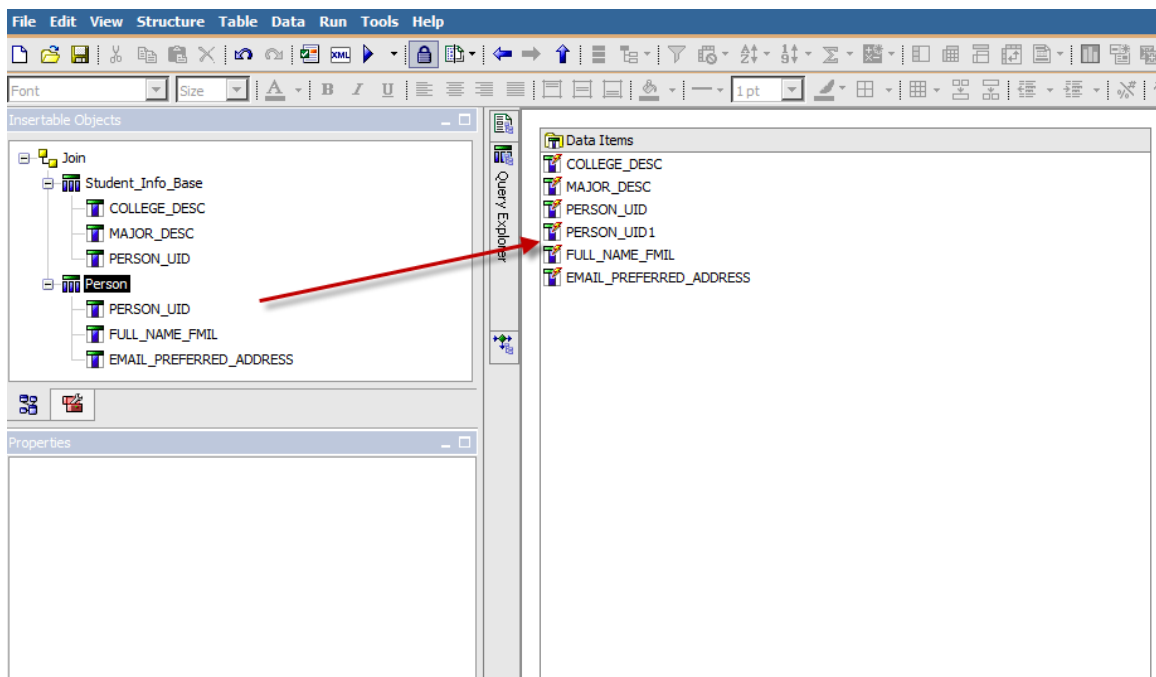 File Edit View Structure Table Data Run Tools Help
Font Size 1 pt
Insertable Objects
Join
Student_Info_Base
COLLEGE_DESC
MAJOR_DESC
PERSON_UID
Person
PERSON_UID
FULL_NAME_FMIL
EMAIL_PREFERRED_ADDRESS
Properties
Query Explorer
Data Items
COLLEGE_DESC
MAJOR_DESC
PERSON_UID
PERSON_UID1
FULL_NAME_FMIL
EMAIL_PREFERRED_ADDRESS